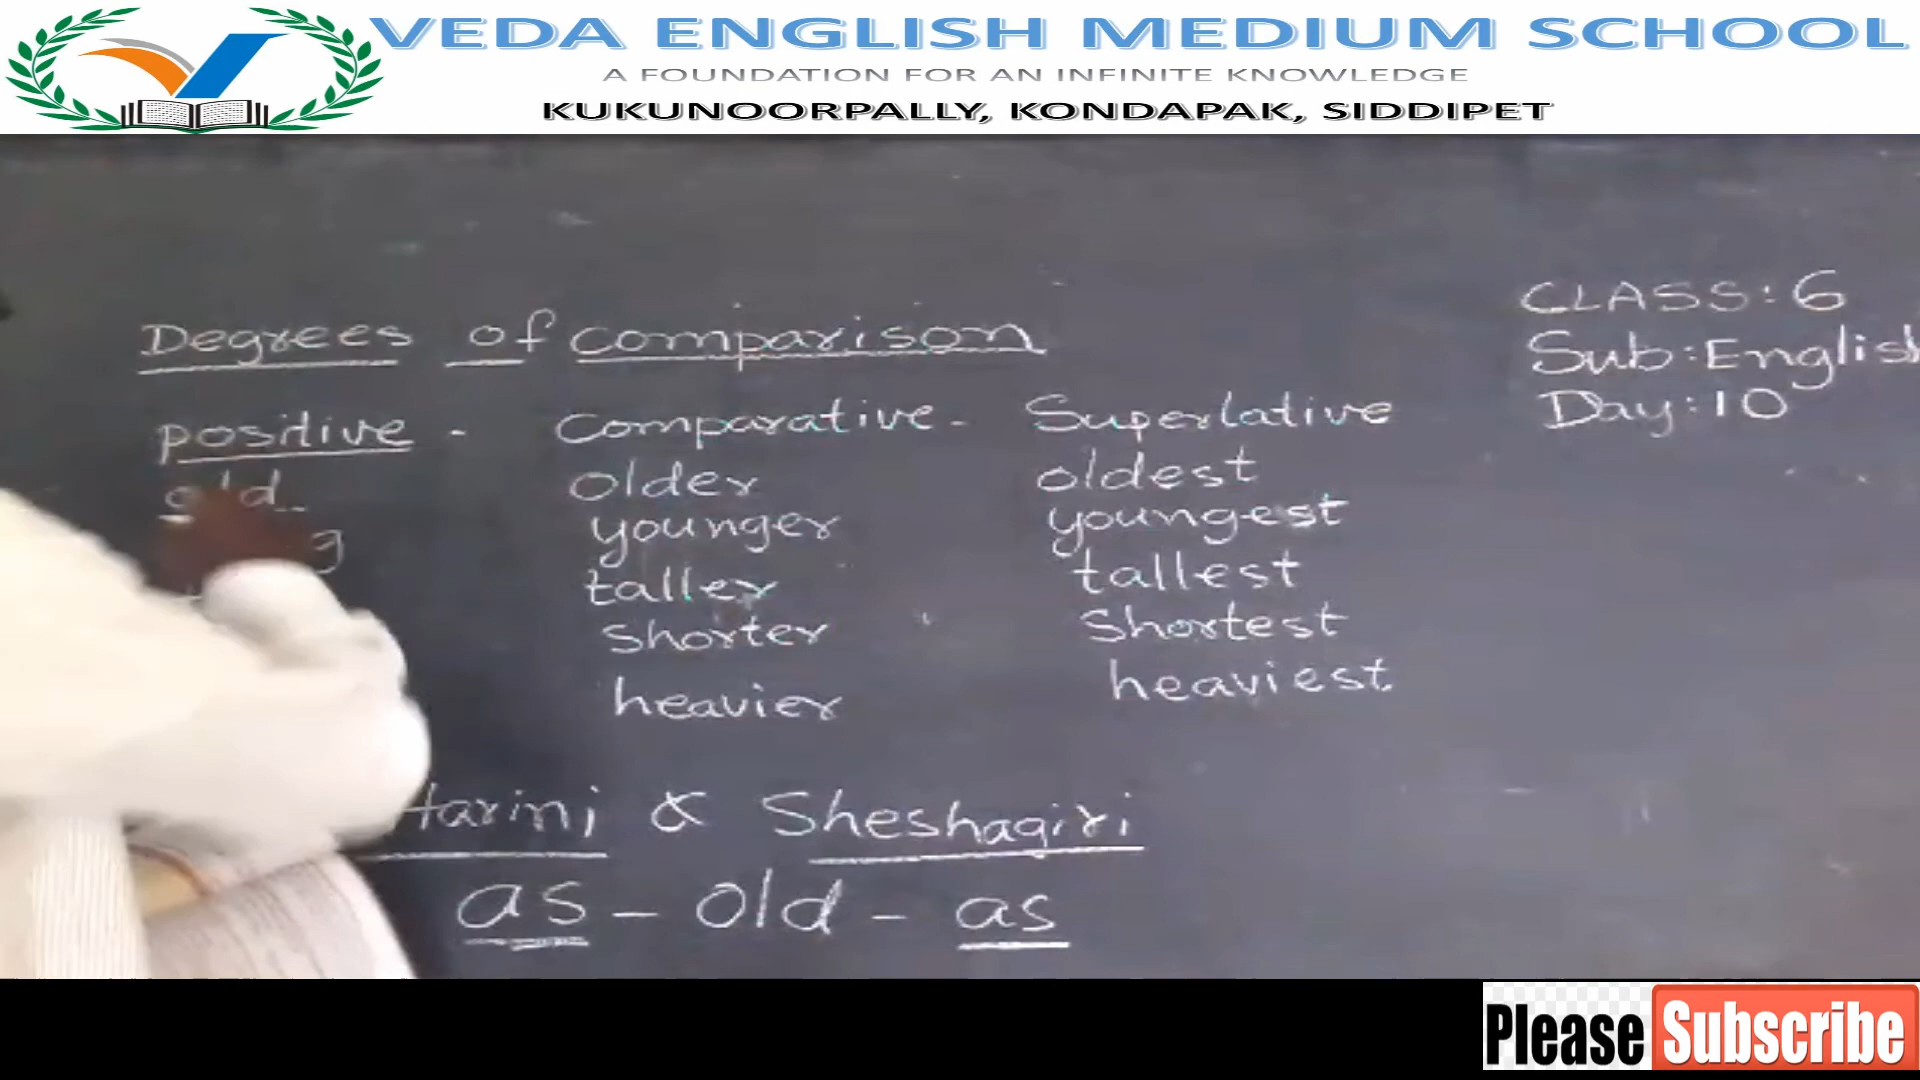 VEDA ENGLISH MEDIUM SCHOOL
A FOUNDATION FOR AN INFINITE KNOWLEDGE
KUKUNOORPALLY, KONDAPAK, SIDDIPET
CLASS: 6
Sub: English
Day: 10
Degrees of comparison
positive - Comparative - Superlative
old older oldest
younger youngest
taller tallest
Shorter Shortest
heavier heaviest
Harini & Sheshagiri
as - old - as
Please Subscribe